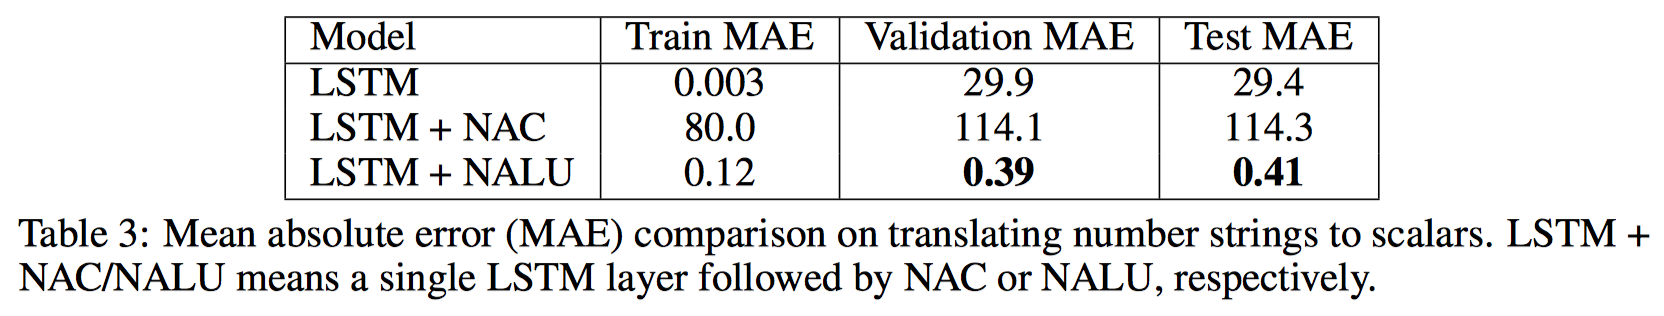 Model Train MAE Validation MAE Test MAE
LSTM 0.003 29.9 29.4
LSTM + NAC 80.0 114.1 114.3
LSTM + NALU 0.12 0.39 0.41
Table 3: Mean absolute error (MAE) comparison on translating number strings to scalars. LSTM +
NAC/NALU means a single LSTM layer followed by NAC or NALU, respectively.